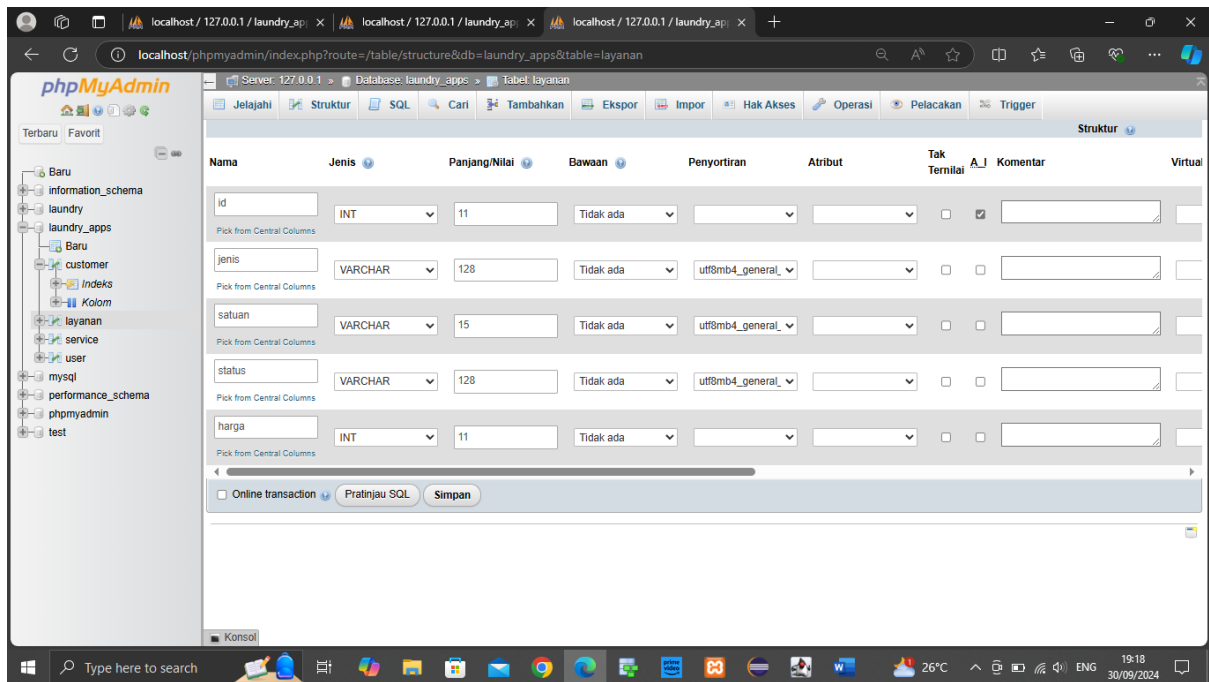 localhost / 127.0.0.1 / laundry_ap
localhost / 127.0.0.1 / laundry_ap
localhost / 127.0.0.1 / laundry_ap
localhost/phpmyadmin/index.php?route=/table/structure&db=laundry_apps&table=layanan
phpMyAdmin
Terbaru Favorit
Baru
information_schema
laundry
laundry_apps
Baru
customer
Indeks
Kolom
layanan
service
user
mysql
performance_schema
phpmyadmin
test
Server: 127.0.0.1 » Database: laundry_apps » Tabel: layanan
Jelajahi Struktur SQL Cari Tambahkan Ekspor Impor Hak Akses Operasi Pelacakan Trigger
Struktur
Nama Jenis Panjang/Nilai Bawaan Penyortiran Atribut Tak Ternilai A_I Komentar Virtual
id INT 11 Tidak ada
Pick from Central Columns
jenis VARCHAR 128 Tidak ada utf8mb4_general_
Pick from Central Columns
satuan VARCHAR 15 Tidak ada utf8mb4_general_
Pick from Central Columns
status VARCHAR 128 Tidak ada utf8mb4_general_
Pick from Central Columns
harga INT 11 Tidak ada
Pick from Central Columns
Online transaction Pratinjau SQL Simpan
Konsol
Type here to search
prime video
26°C
ENG
19:18
30/09/2024